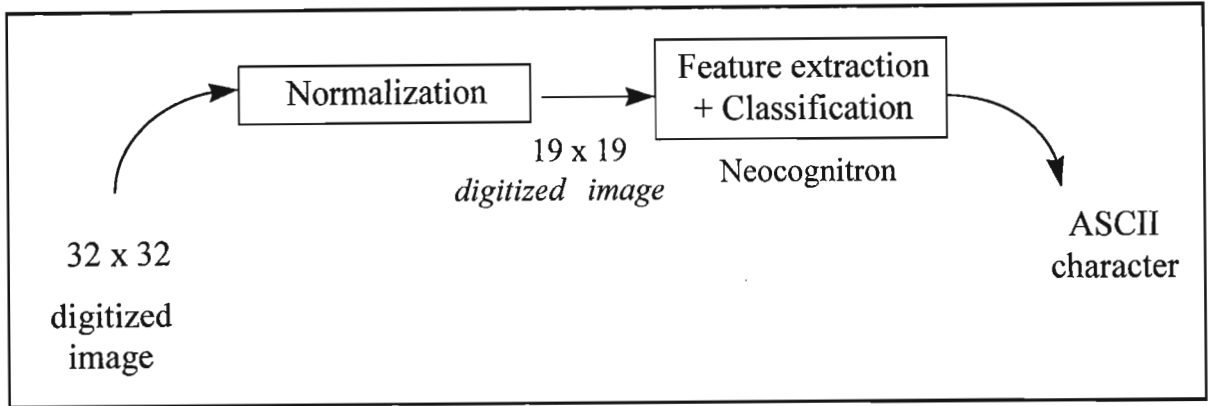 Normalization
Feature extraction
+ Classification
19 x 19
digitized image
Neocognitron
32 x 32
digitized
image
ASCII
character